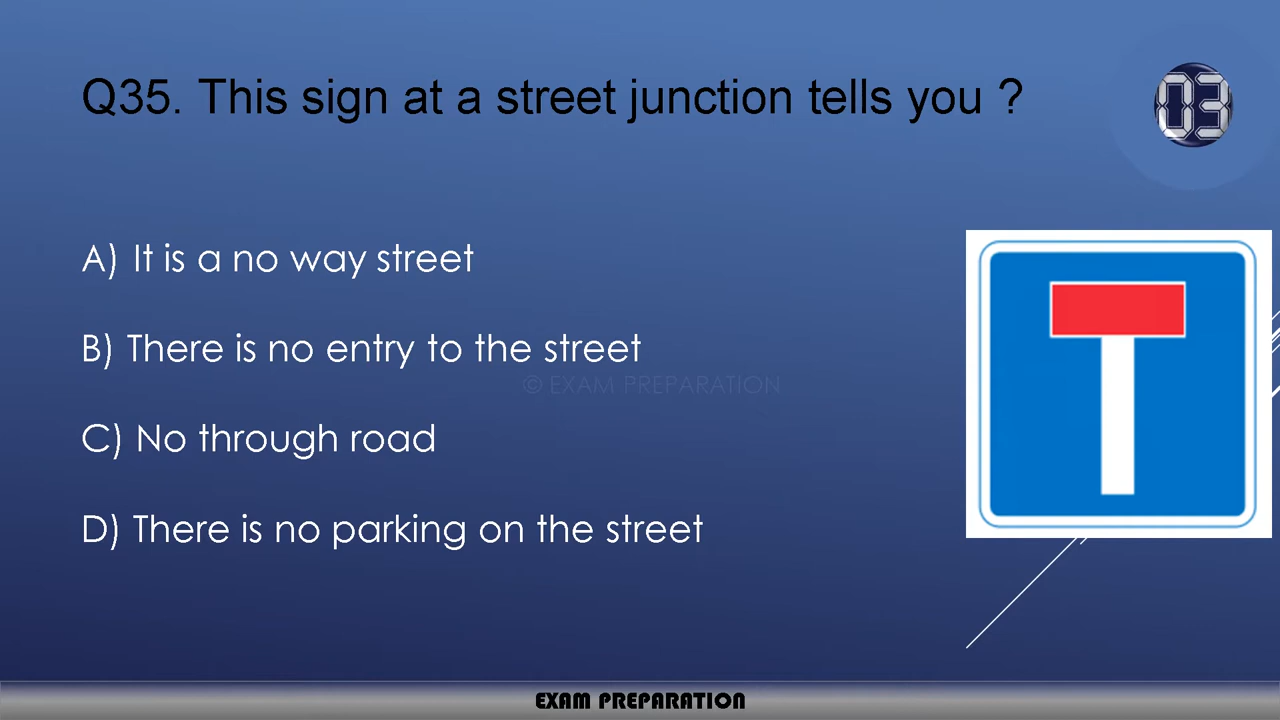 Q35. This sign at a street junction tells you ?
03
A) It is a no way street
B) There is no entry to the street
© EXAM PREPARATION
C) No through road
D) There is no parking on the street
EXAM PREPARATION